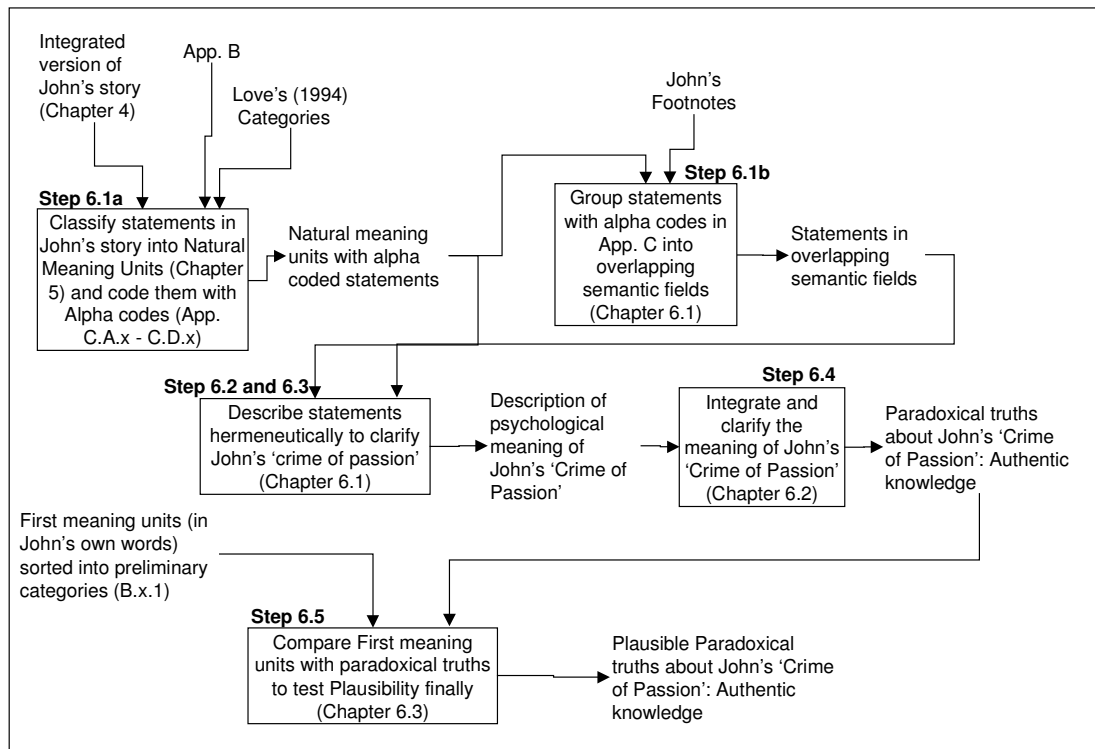 Integrated
version of
John's story
(Chapter 4)
App. B
Love's (1994)
Categories
John's
Footnotes
Step 6.1a
Classify statements in
John's story into Natural
Meaning Units (Chapter
5) and code them with
Alpha codes (App.
C.A.x - C.D.x)
Natural meaning
units with alpha
coded statements
Step 6.1b
Group statements
with alpha codes in
App. C into
overlapping
semantic fields
(Chapter 6.1)
Statements in
overlapping
semantic fields
Step 6.2 and 6.3
Describe statements
hermeneutically to clarify
John's ‘crime of passion’
(Chapter 6.1)
Description of
psychological
meaning of
John's ‘Crime of
Passion’
Step 6.4
Integrate and
clarify the
meaning of John's
‘Crime of Passion’
(Chapter 6.2)
Paradoxical truths
about John's ‘Crime
of Passion’: Authentic
knowledge
First meaning units (in
John's own words)
sorted into preliminary
categories (B.x.1)
Step 6.5
Compare First meaning
units with paradoxical truths
to test Plausibility finally
(Chapter 6.3)
Plausible Paradoxical
truths about John's ‘Crime
of Passion’: Authentic
knowledge